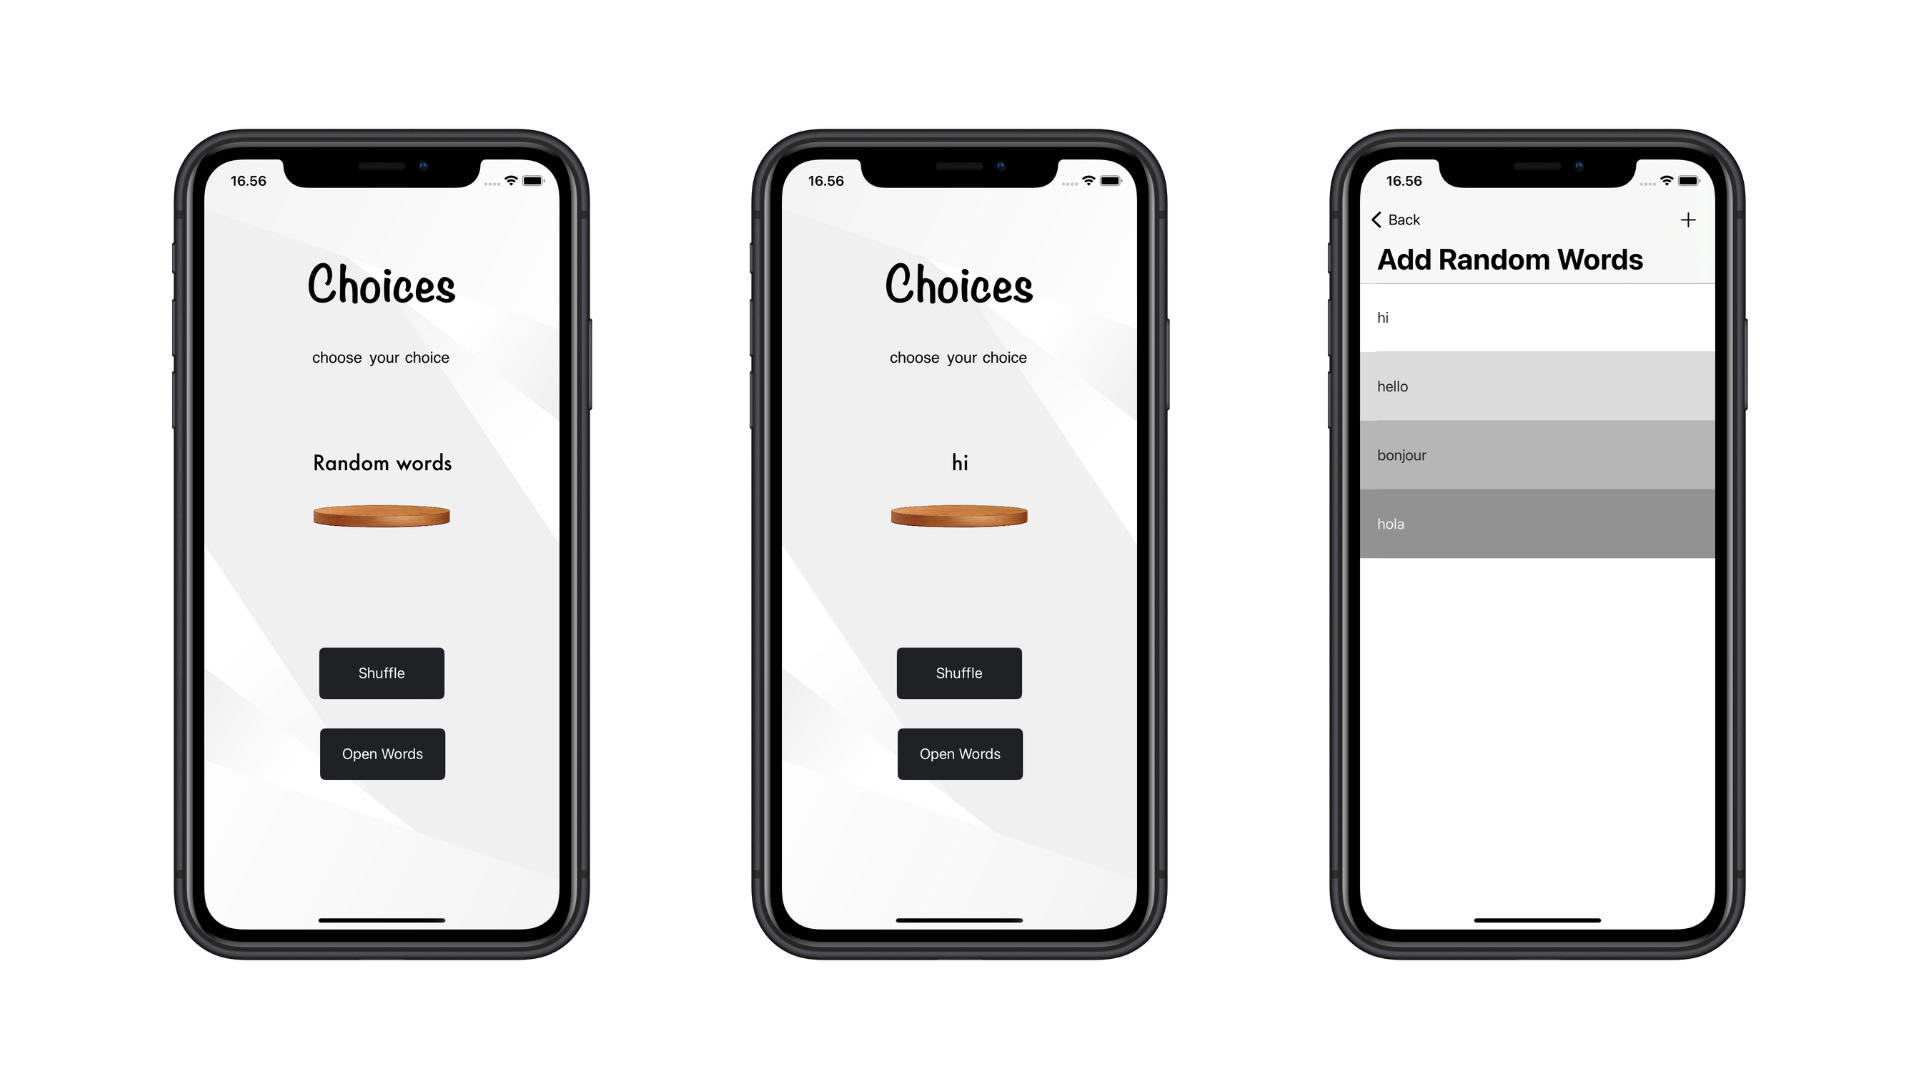 16.56
Choices
choose your choice
Random words
Shuffle
Open Words
16.56
Choices
choose your choice
hi
Shuffle
Open Words
16.56
Back
Add Random Words
hi
hello
bonjour
hola